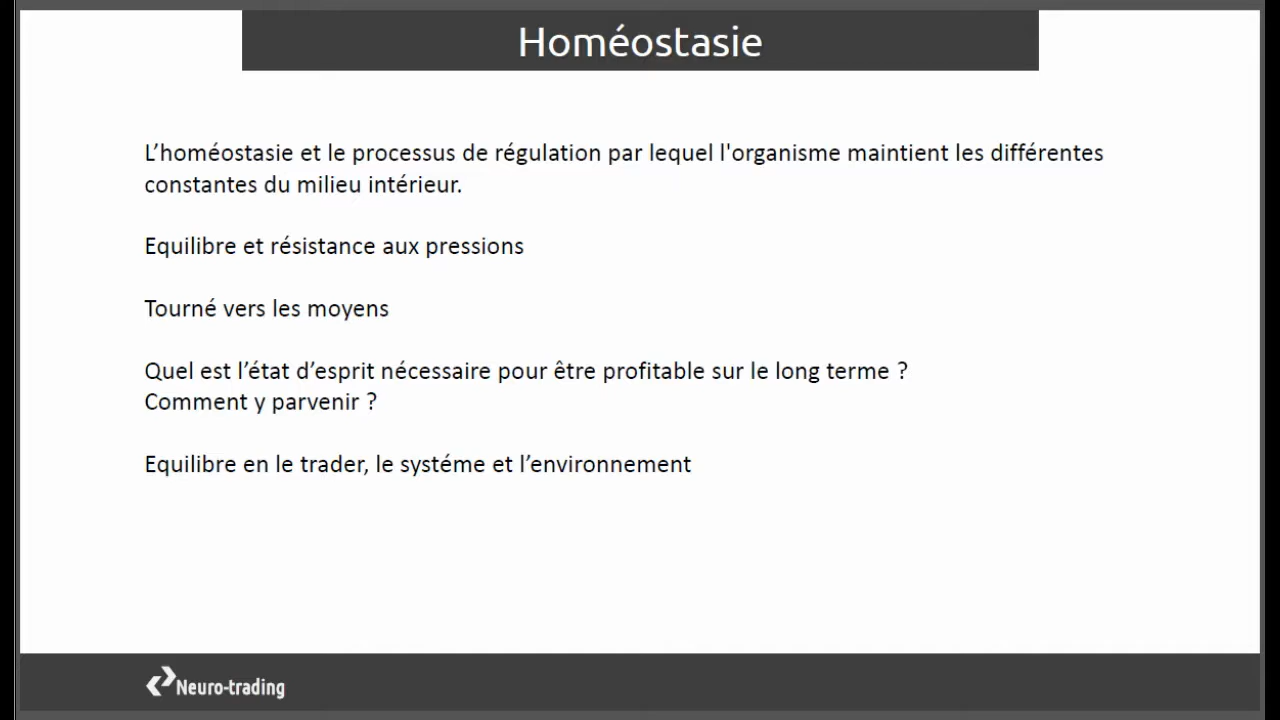 Homéostasie
L’homéostasie et le processus de régulation par lequel l'organisme maintient les différentes
constantes du milieu intérieur.
Equilibre et résistance aux pressions
Tourné vers les moyens
Quel est l’état d’esprit nécessaire pour être profitable sur le long terme ?
Comment y parvenir ?
Equilibre en le trader, le systéme et l’environnement
Neuro-trading